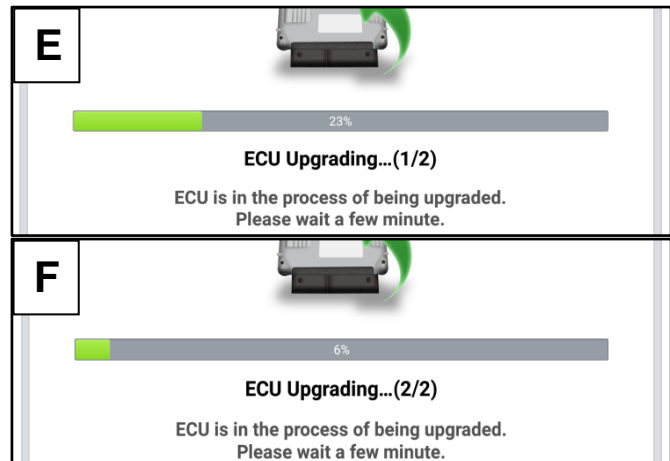 E
23%
ECU Upgrading...(1/2)
ECU is in the process of being upgraded.
Please wait a few minute.
F
6%
ECU Upgrading...(2/2)
ECU is in the process of being upgraded.
Please wait a few minute.